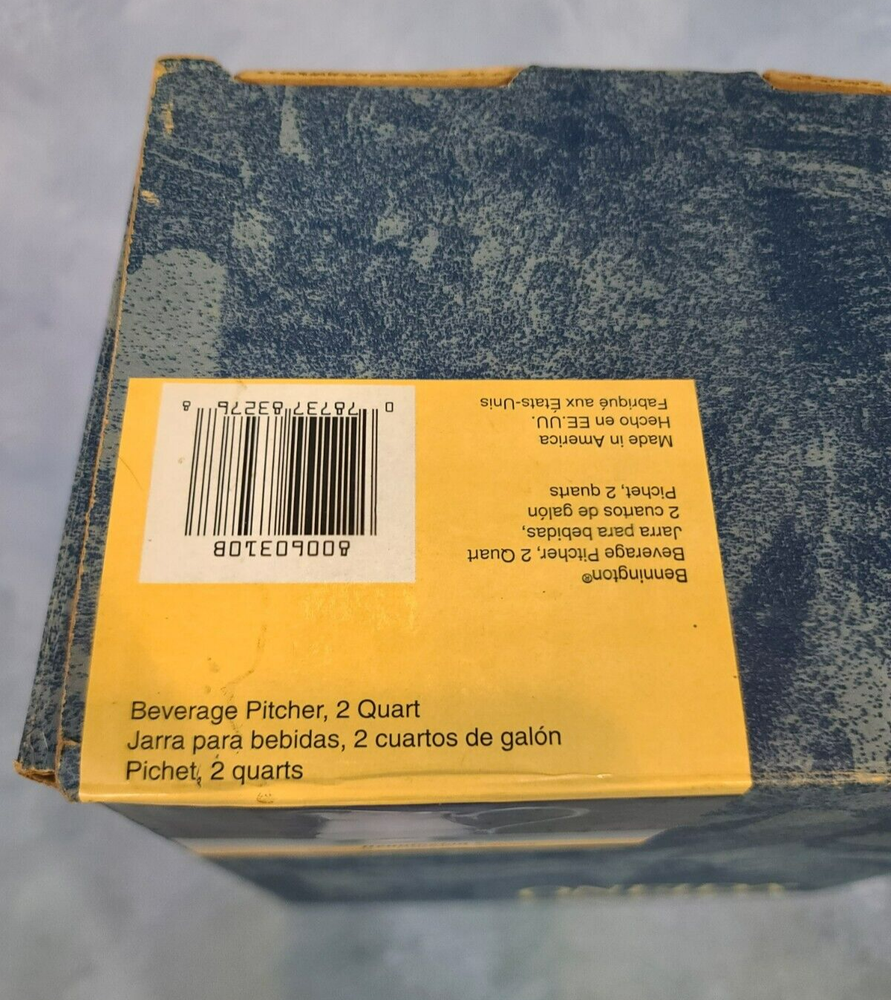 Bennington®
Beverage Pitcher, 2 Quart
Jarra para bebidas,
2 cuartos de galón
Pichet, 2 quarts
Made in America
Hecho en EE.UU.
Fabriqué aux États-Unis
80060310B
0 78737 83276 8
Beverage Pitcher, 2 Quart
Jarra para bebidas, 2 cuartos de galón
Pichet, 2 quarts